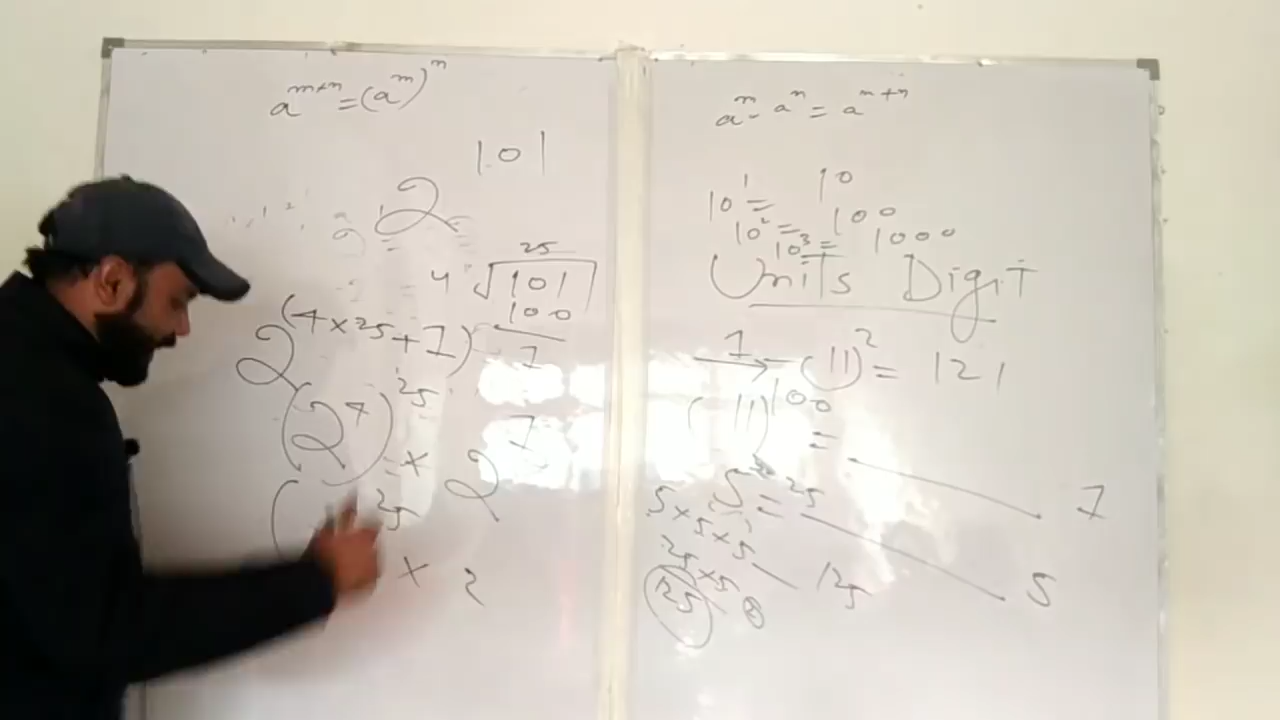 a^(m+n) = (a^m)^n
2^101
25
4 √101
100
1
2^(4×25+1)
(2^4)^25 × 2^1
( ^25 × 2
a^m · a^n = a^(m+n)
10^1 = 10
10^2 = 100
10^3 = 1000
Units Digit
1 → (11)^2 = 121
(11)^100 = 1
5 = 25 5
5×5×5 125
25×5
125